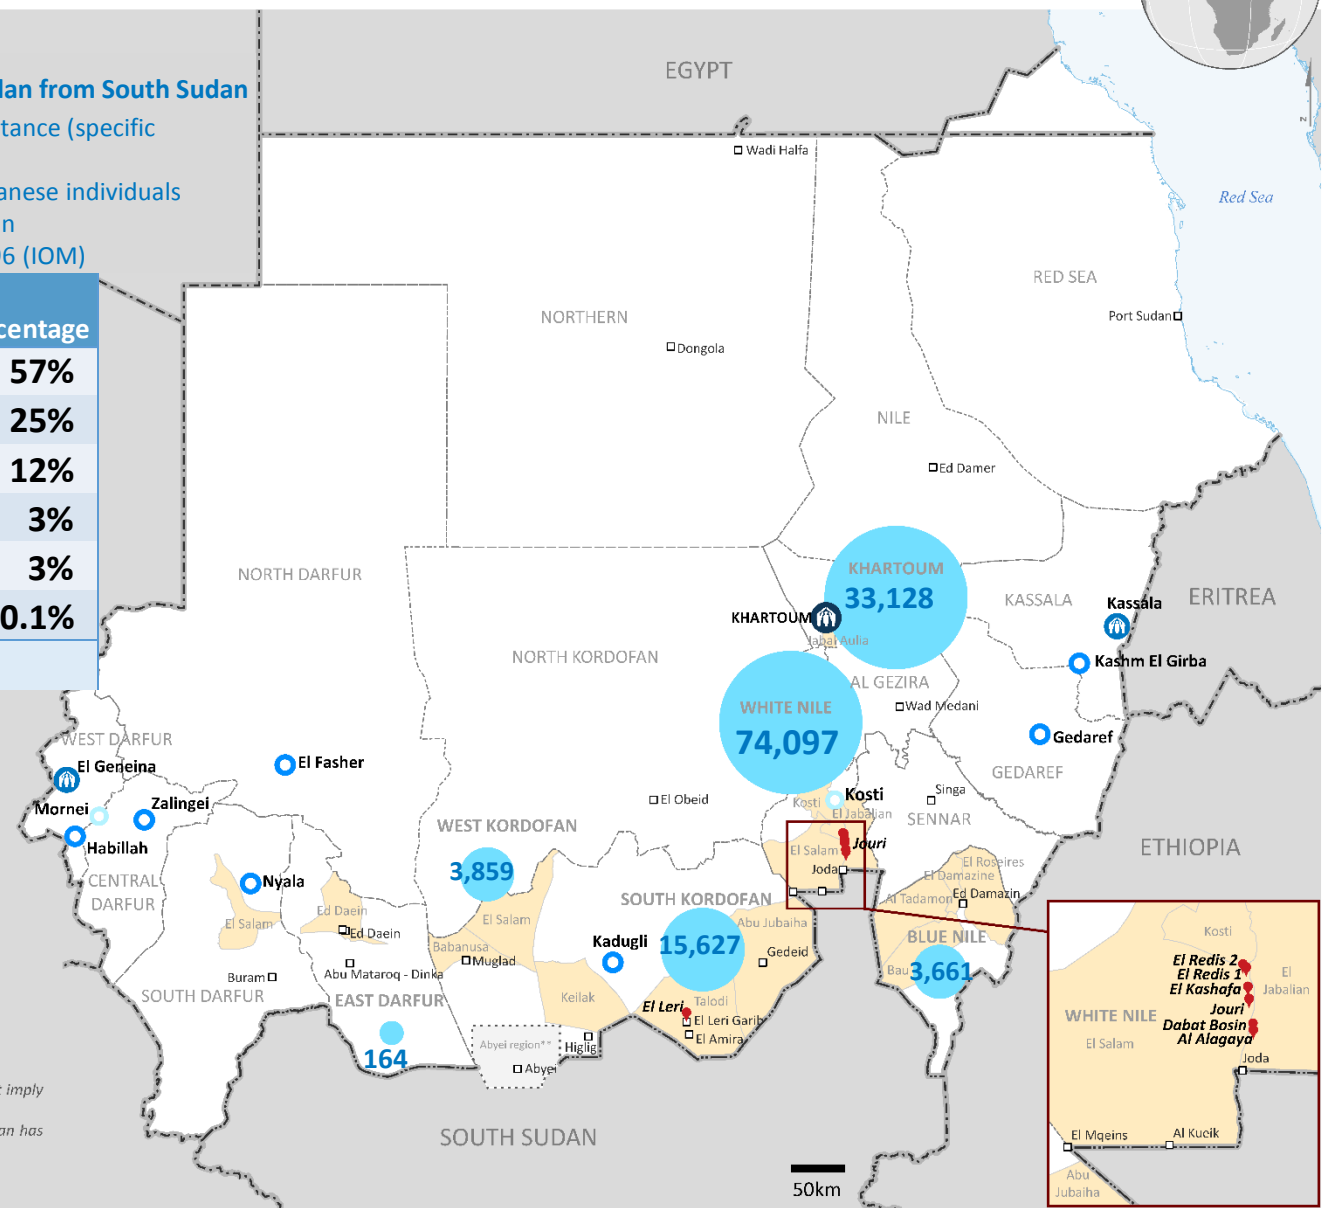 EGYPT
dan from South Sudan
tance (specific
Wadi Halfa
anese individuals
Red Sea
n
96 (IOM)
RED SEA
centage
NORTHERN
Port Sudan
Dongola
57%
25%
NILE
12%
Ed Damer
3%
3%
0.1%
NORTH DARFUR
KHARTOUM
33,128
KASSALA
Kassala
ERITREA
KHARTOUM
Jabal Aulia
NORTH KORDOFAN
Kashm El Girba
AL GEZIRA
WHITE NILE
74,097
Wad Medani
WEST DARFUR
Gedaref
El Geneina
El Fasher
GEDAREF
Mornei
Zalingei
El Obeid
Kosti
Kosti
Singa
El Jabalian
SENNAR
WEST KORDOFAN
Habillah
Jouri
El Salam
ETHIOPIA
3,859
Joda
El Roseires
El Damazine
CENTRAL
DARFUR
Nyala
SOUTH KORDOFAN
Al Tadamon
Ed Damazin
El Salam
Ed Daein
Ed Daein
El Salam
Abu Jubaiha
Kadugli
15,627
BLUE NILE
Babanusa
Muglad
Gedeid
Bau
3,661
Abu Mataroq - Dinka
Buram
SOUTH DARFUR
EAST DARFUR
Keilak
Talodi
El Leri
El Leri Garib
El Amira
164
Abyei region**
Higlig
Abyei
Kosti
El Redis 2
El Redis 1
El Kashafa
El
Jabalian
Jouri
WHITE NILE
Dabat Bosin
Al Alagaya
El Salam
Joda
t imply
an has
SOUTH SUDAN
El Mqeins
Al Kueik
Abu
Jubaiha
50km
N